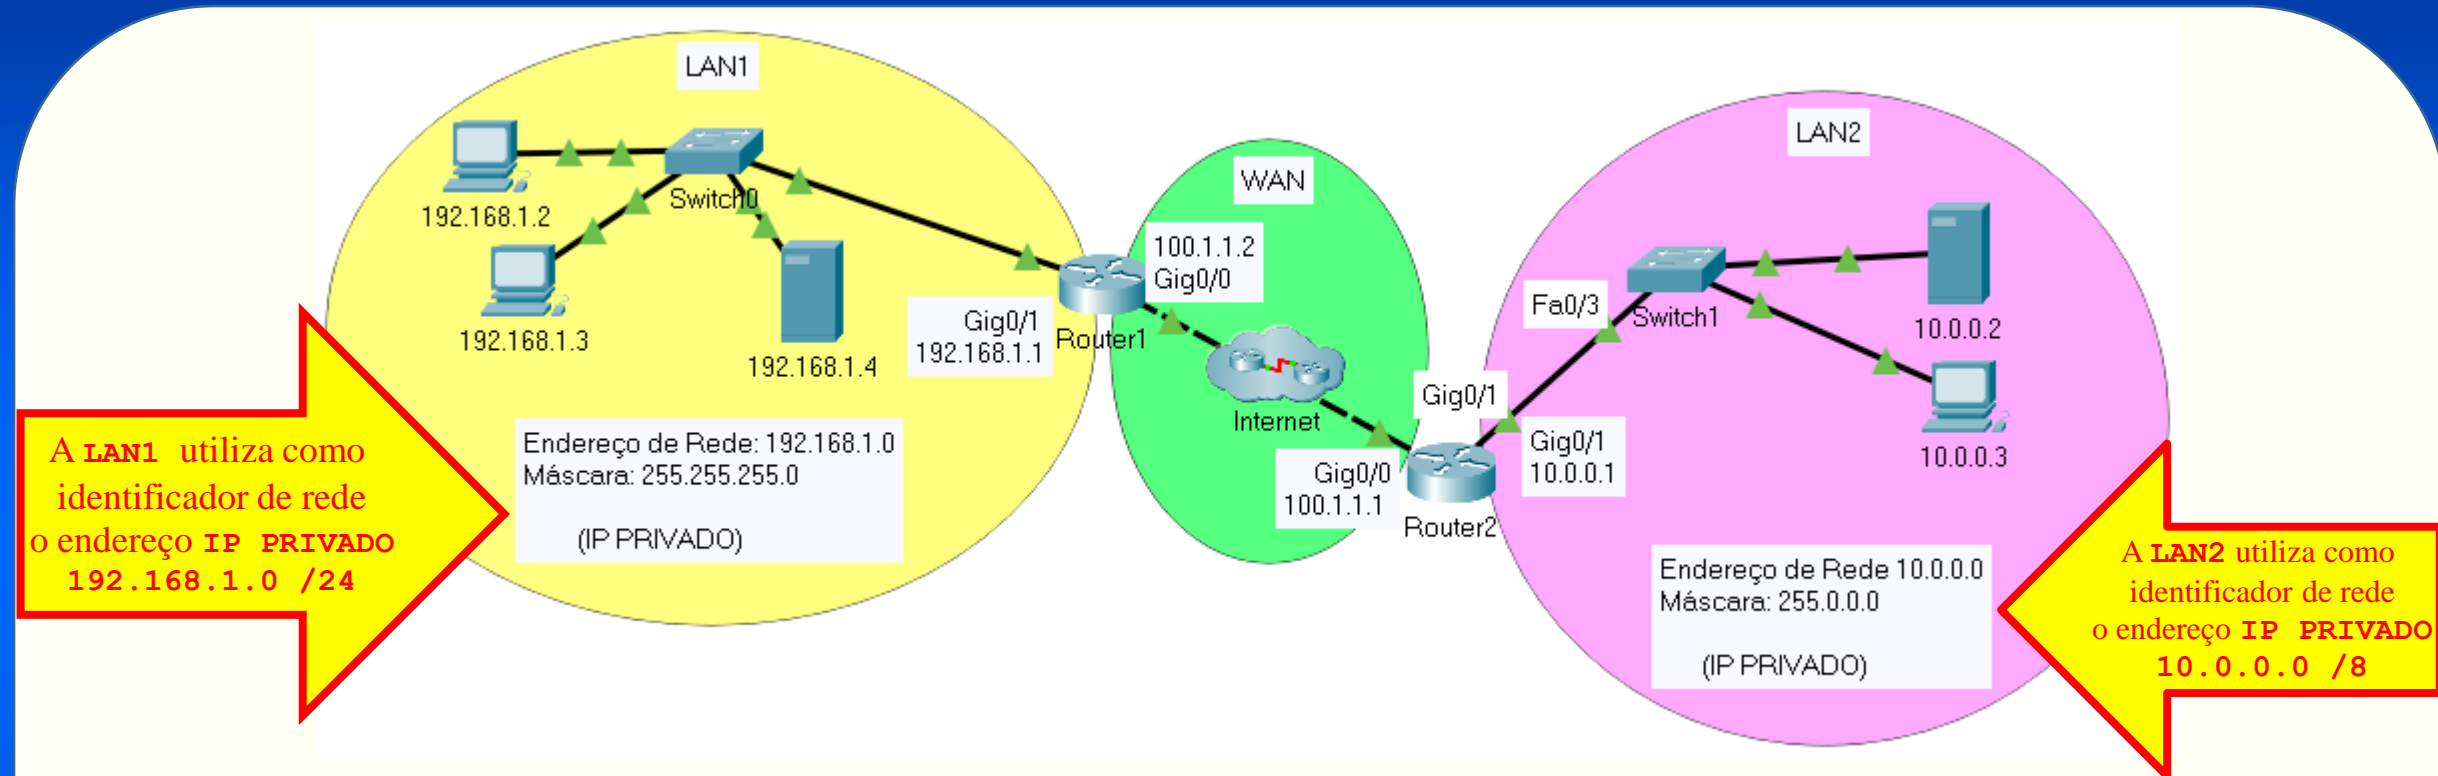 LAN1
192.168.1.2
Switch0
192.168.1.3
192.168.1.4
Gig0/1
192.168.1.1
Router1
Endereço de Rede: 192.168.1.0
Máscara: 255.255.255.0
(IP PRIVADO)
A LAN1 utiliza como
identificador de rede
o endereço IP PRIVADO
192.168.1.0 /24
WAN
100.1.1.2
Gig0/0
Internet
Gig0/0
100.1.1.1
Router2
LAN2
Fa0/3
Switch1
10.0.0.2
10.0.0.3
Gig0/1
Gig0/1
10.0.0.1
Endereço de Rede 10.0.0.0
Máscara: 255.0.0.0
(IP PRIVADO)
A LAN2 utiliza como
identificador de rede
o endereço IP PRIVADO
10.0.0.0 /8